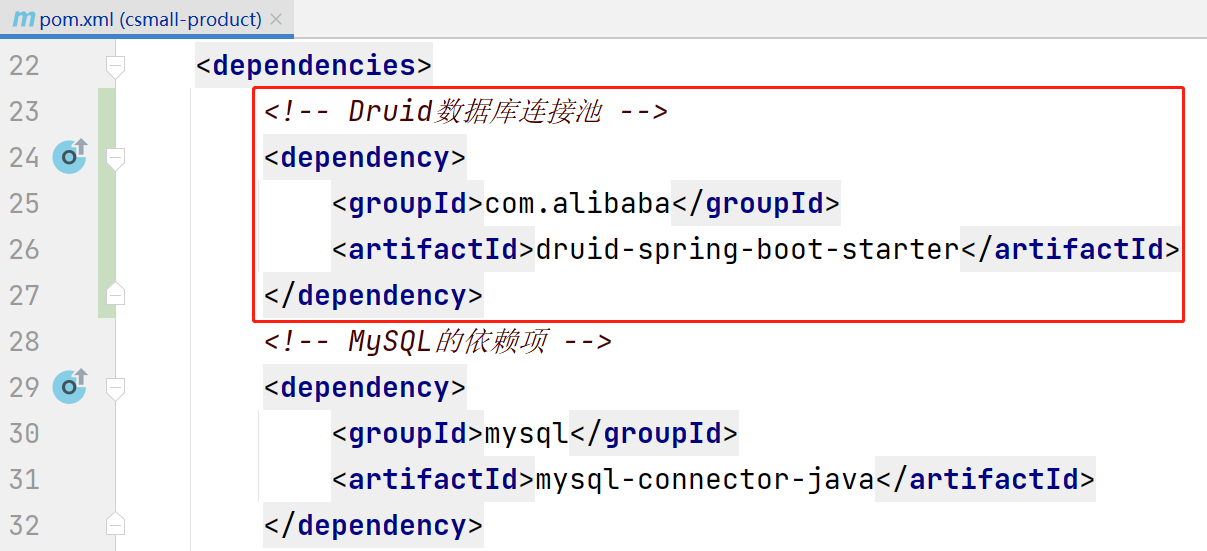 m pom.xml (csmall-product) ×
22 <dependencies>
23 <!-- Druid数据库连接池 -->
24 <dependency>
25 <groupId>com.alibaba</groupId>
26 <artifactId>druid-spring-boot-starter</artifactId>
27 </dependency>
28 <!-- MySQL的依赖项 -->
29 <dependency>
30 <groupId>mysql</groupId>
31 <artifactId>mysql-connector-java</artifactId>
32 </dependency>